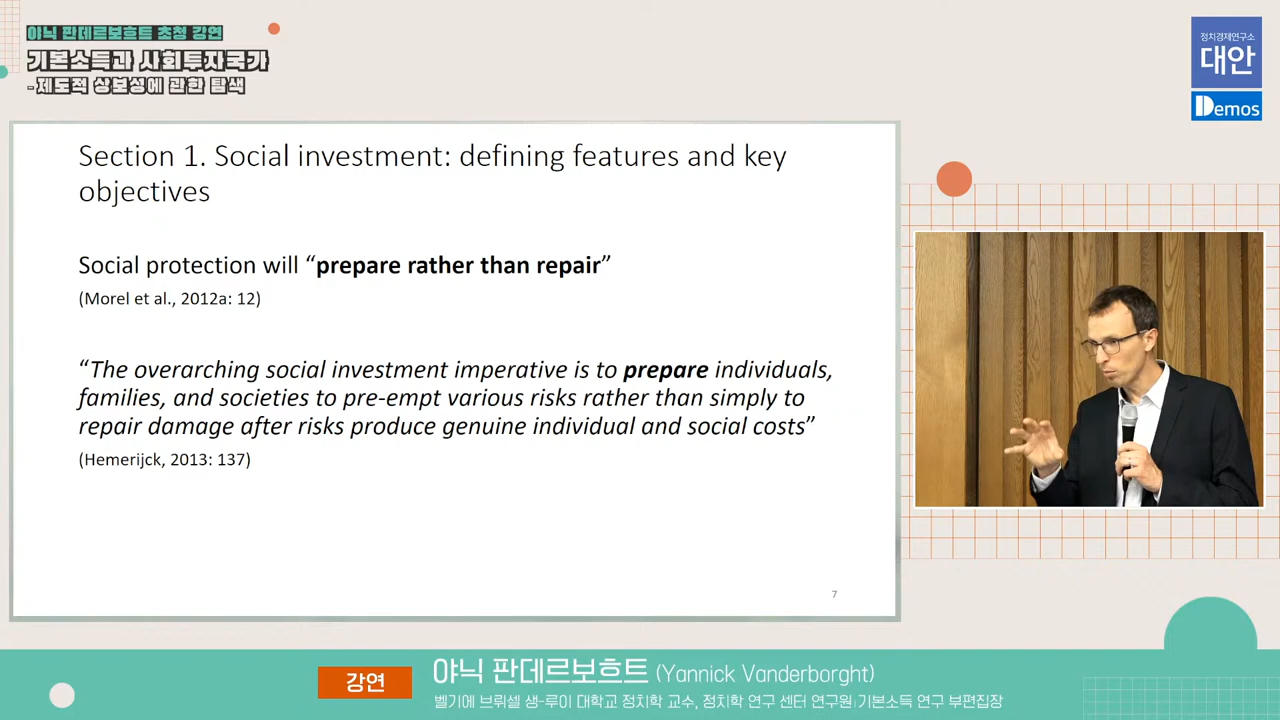 야닉 판데르보흐트 초청 강연
기본소득과 사회투자국가
- 제도적 상보성에 관한 탐색
정치경제연구소
대안
Demos
Section 1. Social investment: defining features and key
objectives
Social protection will “prepare rather than repair”
(Morel et al., 2012a: 12)
“The overarching social investment imperative is to prepare individuals,
families, and societies to pre-empt various risks rather than simply to
repair damage after risks produce genuine individual and social costs”
(Hemerijck, 2013: 137)
7
강연
야닉 판데르보흐트 (Yannick Vanderborght)
벨기에 브뤼셀 생-루이 대학교 정치학 교수, 정치학 연구 센터 연구원, 기본소득 연구 부편집장